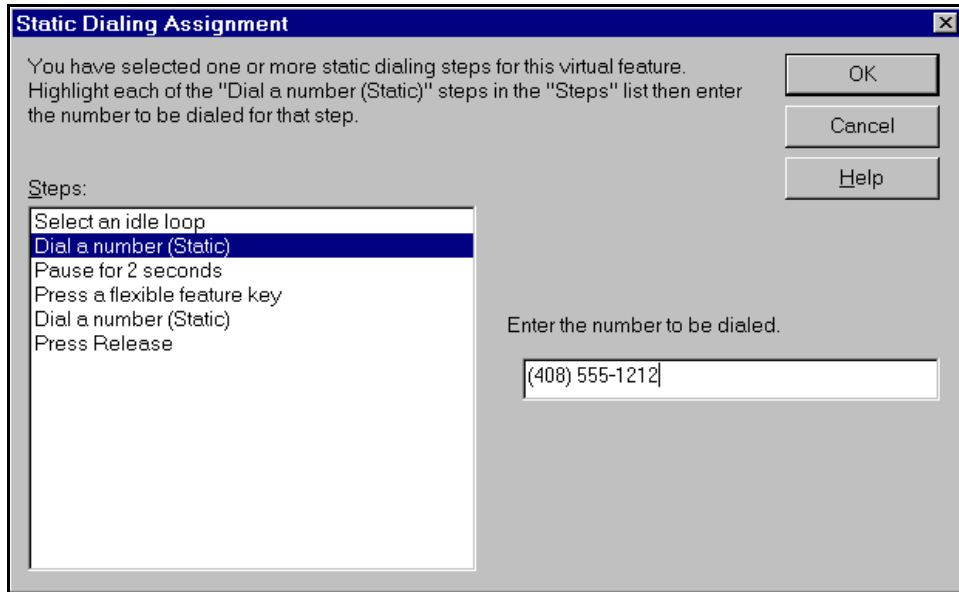 Static Dialing Assignment
You have selected one or more static dialing steps for this virtual feature.
Highlight each of the "Dial a number (Static)" steps in the "Steps" list then enter
the number to be dialed for that step.
OK
Cancel
Help
Steps:
Select an idle loop
Dial a number (Static)
Pause for 2 seconds
Press a flexible feature key
Dial a number (Static)
Press Release
Enter the number to be dialed.
(408) 555-1212